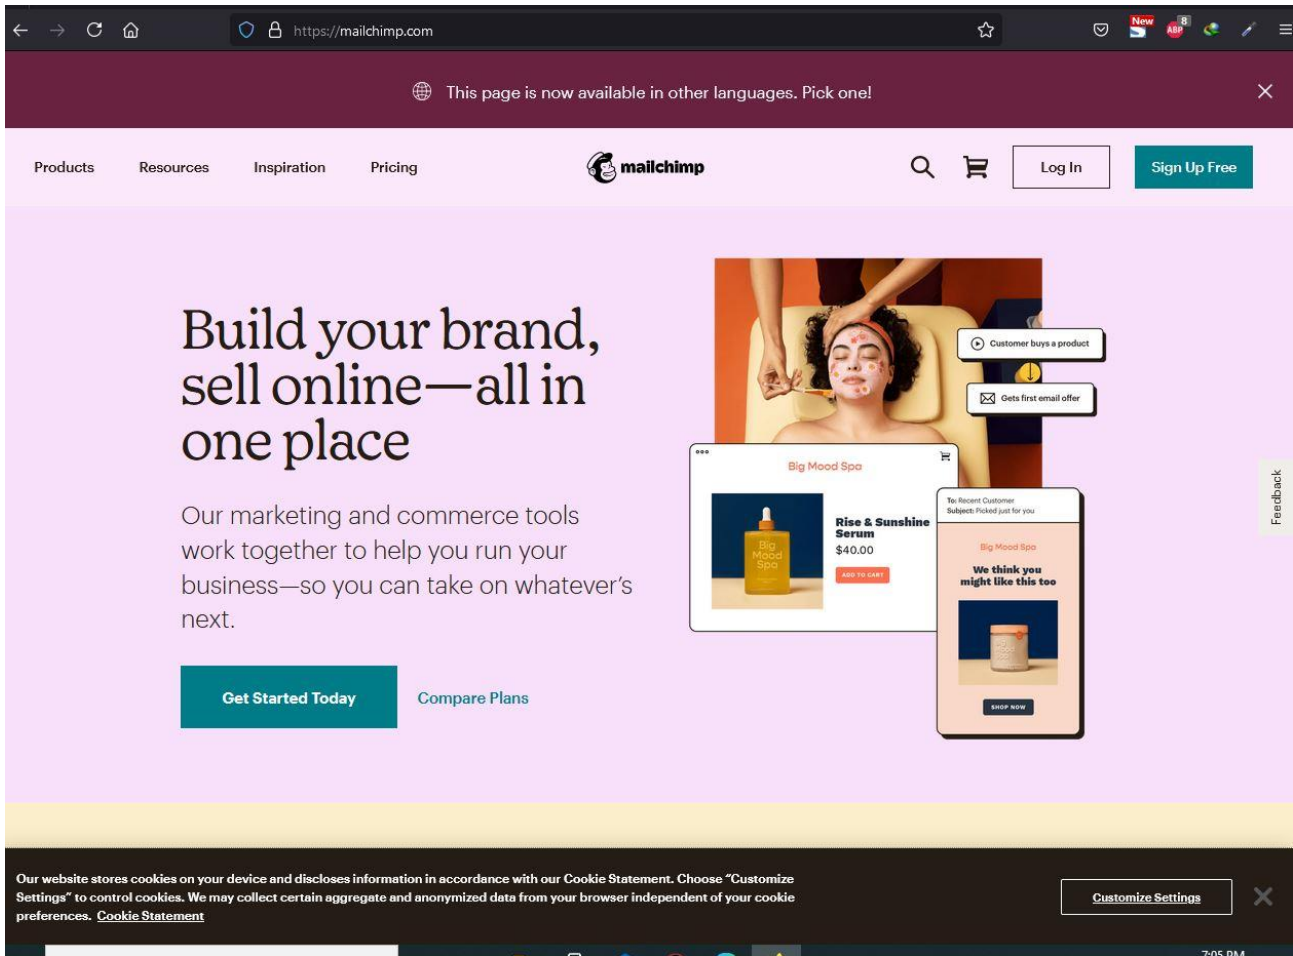 https://mailchimp.com
New
8
ABP
This page is now available in other languages. Pick one!
Products Resources Inspiration Pricing
mailchimp
Log In
Sign Up Free
Build your brand,
sell online—all in
one place
Our marketing and commerce tools
work together to help you run your
business—so you can take on whatever's
next.
Get Started Today
Compare Plans
Customer buys a product
Gets first email offer
Big Mood Spa
Big
Mood
Spa
Rise & Sunshine
Serum
$40.00
ADD TO CART
To: Recent Customer
Subject: Picked just for you
Big Mood Spa
We think you
might like this too
SHOP NOW
Feedback
Our website stores cookies on your device and discloses information in accordance with our Cookie Statement. Choose "Customize
Settings" to control cookies. We may collect certain aggregate and anonymized data from your browser independent of your cookie
preferences. Cookie Statement
Customize Settings
7:05 PM